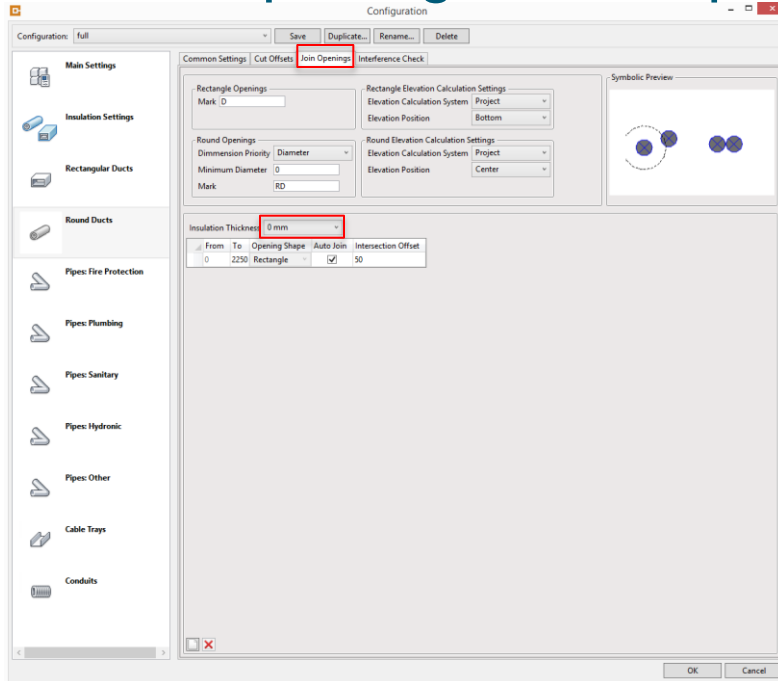 Configuration
Configuration: full Save Duplicate... Rename... Delete
Main Settings
Insulation Settings
Rectangular Ducts
Round Ducts
Pipes: Fire Protection
Pipes: Plumbing
Pipes: Sanitary
Pipes: Hydronic
Pipes: Other
Cable Trays
Conduits
Common Settings Cut Offsets Join Openings Interference Check
Rectangle Openings
Mark D
Rectangle Elevation Calculation Settings
Elevation Calculation System Project
Elevation Position Bottom
Round Openings
Dimmension Priority Diameter
Minimum Diameter 0
Mark RD
Round Elevation Calculation Settings
Elevation Calculation System Project
Elevation Position Center
Symbolic Preview
Insulation Thickness 0 mm
From To Opening Shape Auto Join Intersection Offset
0 2250 Rectangle 50
OK Cancel